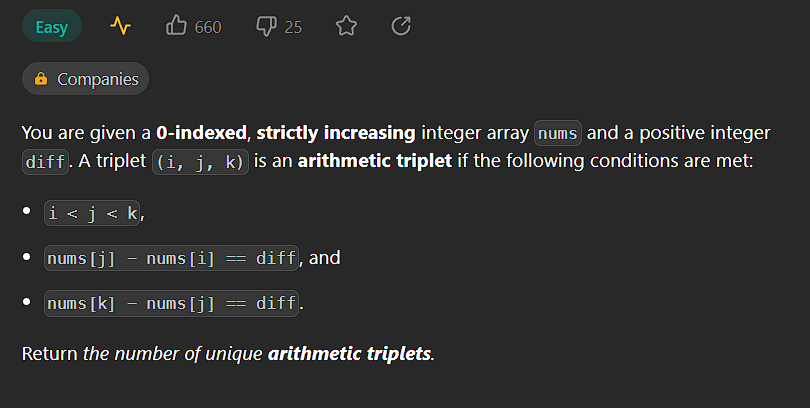 Easy 660 25
Companies
You are given a 0-indexed, strictly increasing integer array nums and a positive integer
diff. A triplet (i, j, k) is an arithmetic triplet if the following conditions are met:
• i < j < k,
• nums[j] - nums[i] == diff, and
• nums[k] - nums[j] == diff.
Return the number of unique arithmetic triplets.